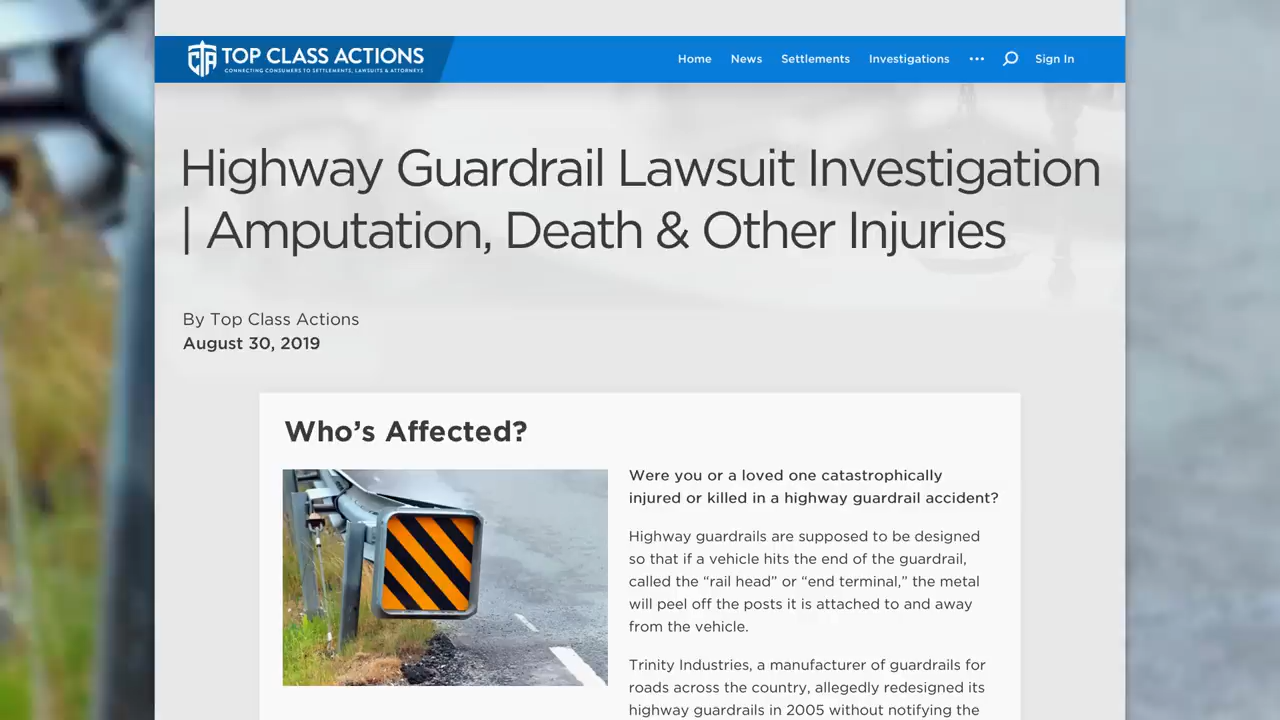 TOP CLASS ACTIONS
CONNECTING CONSUMERS TO SETTLEMENTS, LAWSUITS & ATTORNEYS
Home News Settlements Investigations ••• Sign In
Highway Guardrail Lawsuit Investigation
| Amputation, Death & Other Injuries
By Top Class Actions
August 30, 2019
Who’s Affected?
Were you or a loved one catastrophically
injured or killed in a highway guardrail accident?
Highway guardrails are supposed to be designed
so that if a vehicle hits the end of the guardrail,
called the “rail head” or “end terminal,” the metal
will peel off the posts it is attached to and away
from the vehicle.
Trinity Industries, a manufacturer of guardrails for
roads across the country, allegedly redesigned its
highway guardrails in 2005 without notifying the